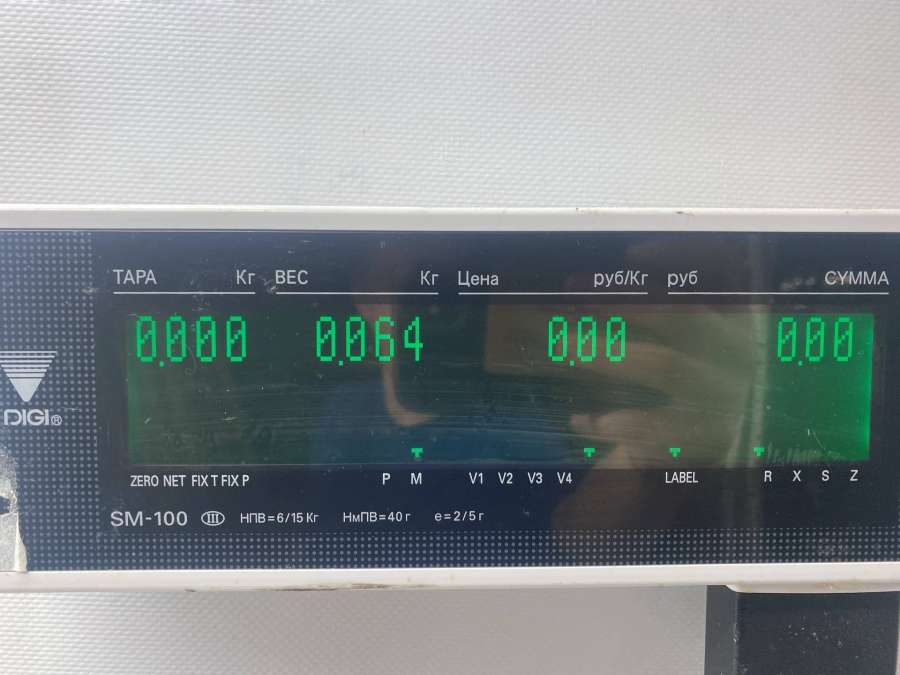 ТАРА Кг ВЕС Кг Цена руб/Кг руб СУММА
0.000 0.064 0.00 0.00
DIGI®
ZERO NET FIX T FIX P P M V1 V2 V3 V4 LABEL R X S Z
SM-100 III НПВ=6/15 Кг НмПВ=40 г e=2/5 г